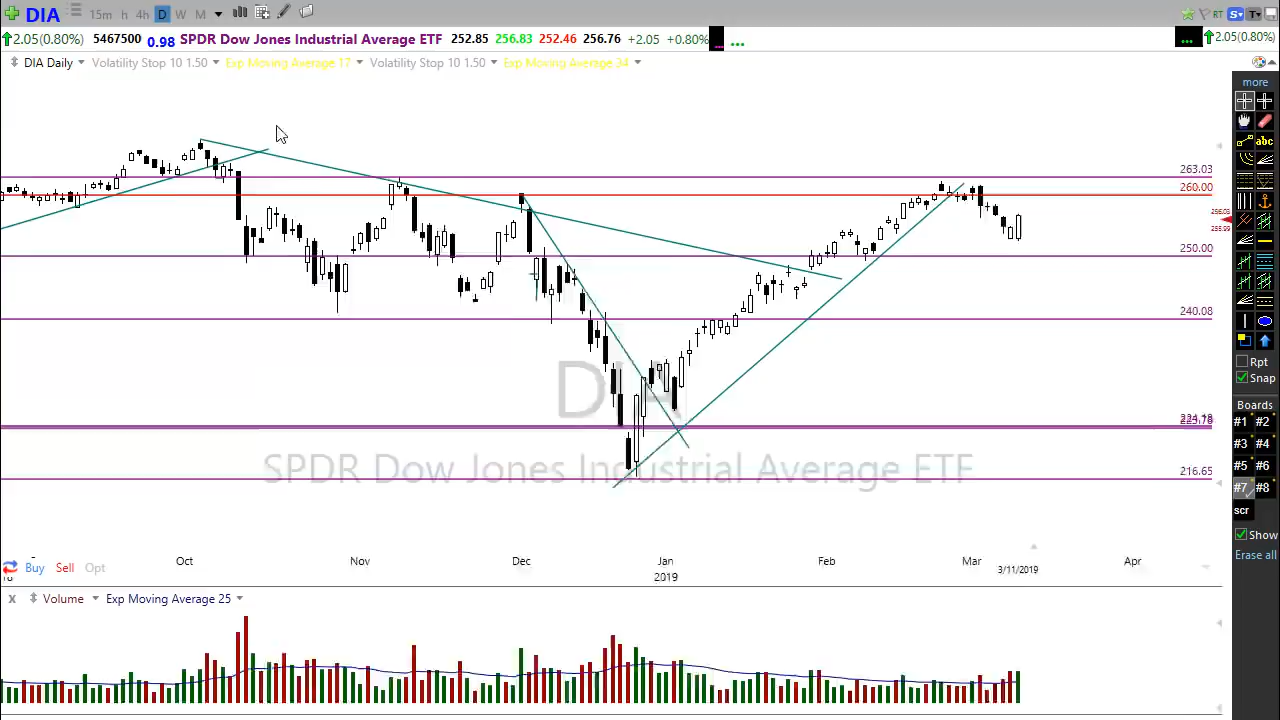 DIA 15m h 4h D W M RT S T
2.05(0.80%) 5467500 0.98 SPDR Dow Jones Industrial Average ETF 252.85 256.83 252.46 256.76 +2.05 +0.80% ... ... 2.05(0.80%)
DIA Daily Volatility Stop 10 1.50 Exp Moving Average 17 Volatility Stop 10 1.50 Exp Moving Average 34
more
abc
263.03
260.00
250.00
240.08
216.65
DIA
SPDR Dow Jones Industrial Average ETF
Rpt
Snap
Boards
#1 #2
#3 #4
#5 #6
#7 #8
scr
Show
Erase all
Oct Nov Dec Jan Feb Mar Apr
2019 3/11/2019
Buy Sell Opt
X Volume Exp Moving Average 25